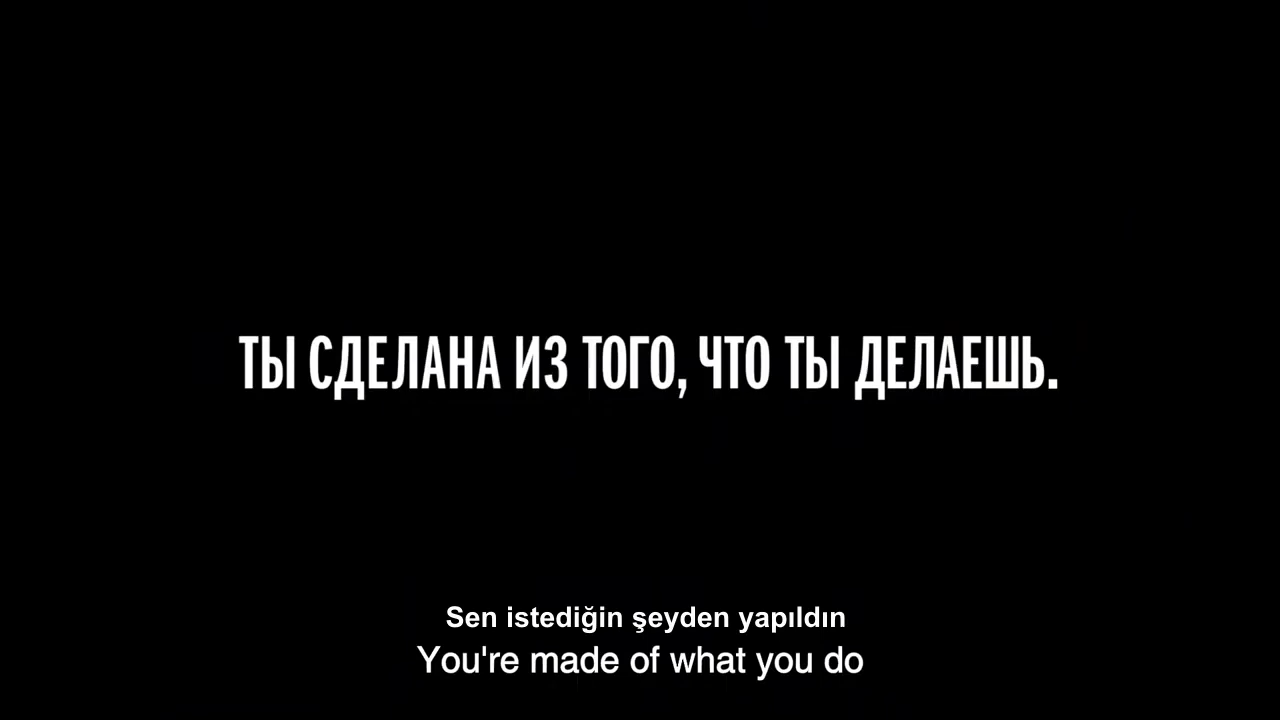 ТЫ СДЕЛАНА ИЗ ТОГО, ЧТО ТЫ ДЕЛАЕШЬ.
Sen istediğin şeyden yapıldın
You're made of what you do